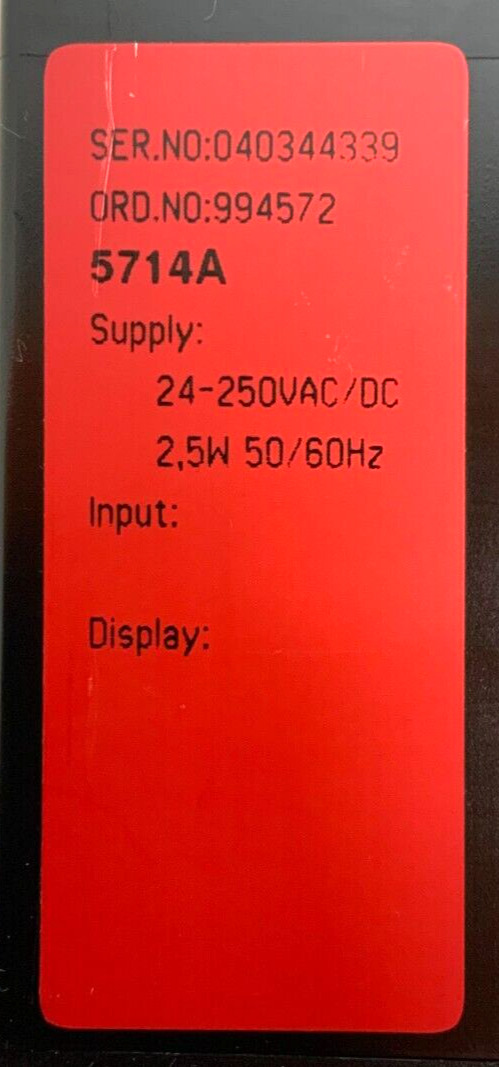 SER.NO:040344339
ORD.NO:994572
5714A
Supply:
24-250VAC/DC
2,5W 50/60Hz
Input:
Display: